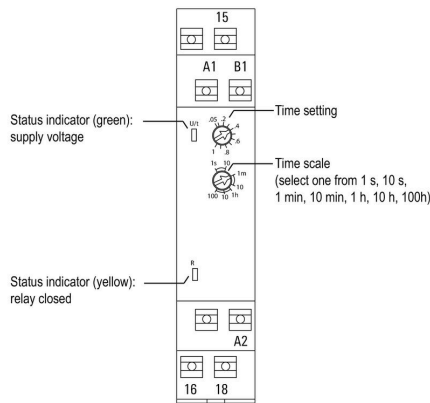 15
A1 B1
Status indicator (green):
supply voltage
U/t
.05 .2 .4 .6 .8 1
Time setting
1s 10 1m 10 1h 10 100
Time scale
(select one from 1 s, 10 s,
1 min, 10 min, 1 h, 10 h, 100h)
R
Status indicator (yellow):
relay closed
A2
16 18